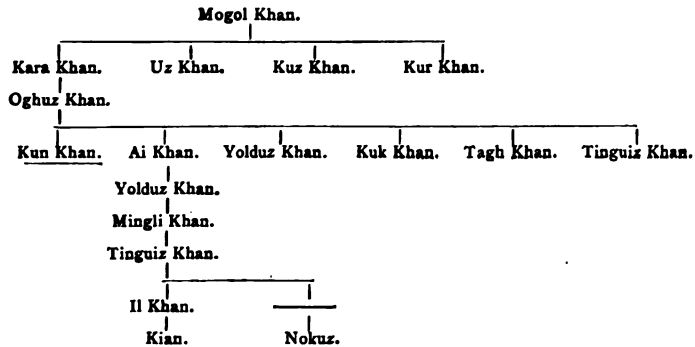 Mogol Khan.
Kara Khan. Uz Khan. Kuz Khan. Kur Khan.
Oghuz Khan.
Kun Khan. Ai Khan. Yolduz Khan. Kuk Khan. Tagh Khan. Tinguiz Khan.
Yolduz Khan.
Mingli Khan.
Tinguiz Khan.
Il Khan.
Kian. Nokuz.